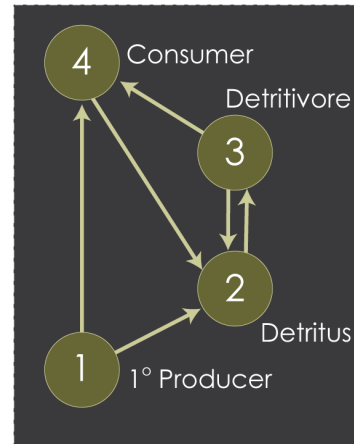 4 Consumer
Detritivore
3
2
Detritus
1 1° Producer